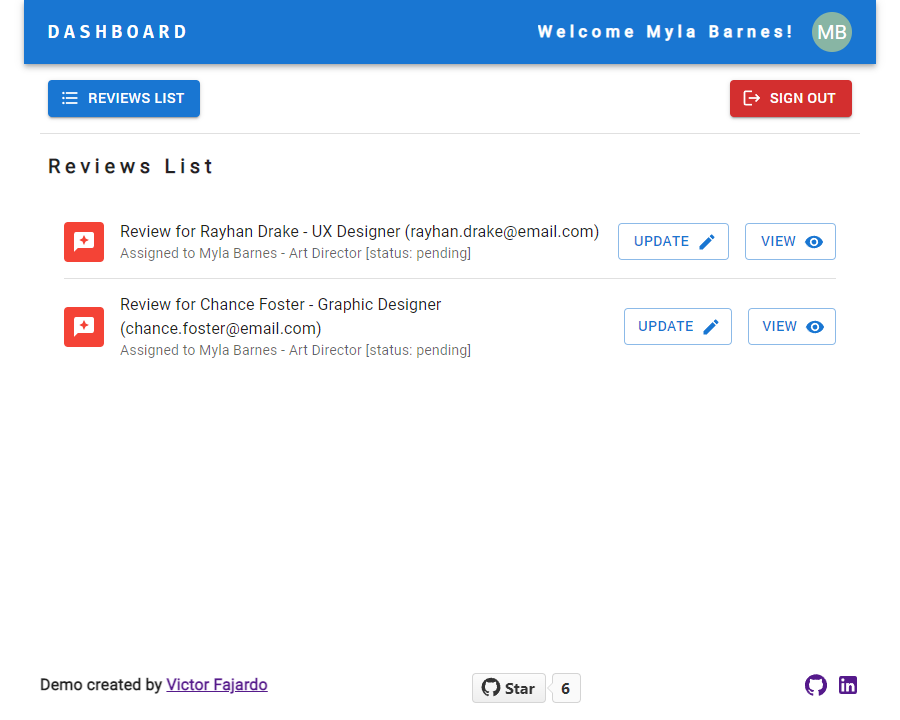 DASHBOARD
Welcome Myla Barnes!
MB
REVIEWS LIST
SIGN OUT
Reviews List
Review for Rayhan Drake - UX Designer (rayhan.drake@email.com)
Assigned to Myla Barnes - Art Director [status: pending]
UPDATE
VIEW
Review for Chance Foster - Graphic Designer
(chance.foster@email.com)
Assigned to Myla Barnes - Art Director [status: pending]
UPDATE
VIEW
Demo created by Victor Fajardo
Star
6
in